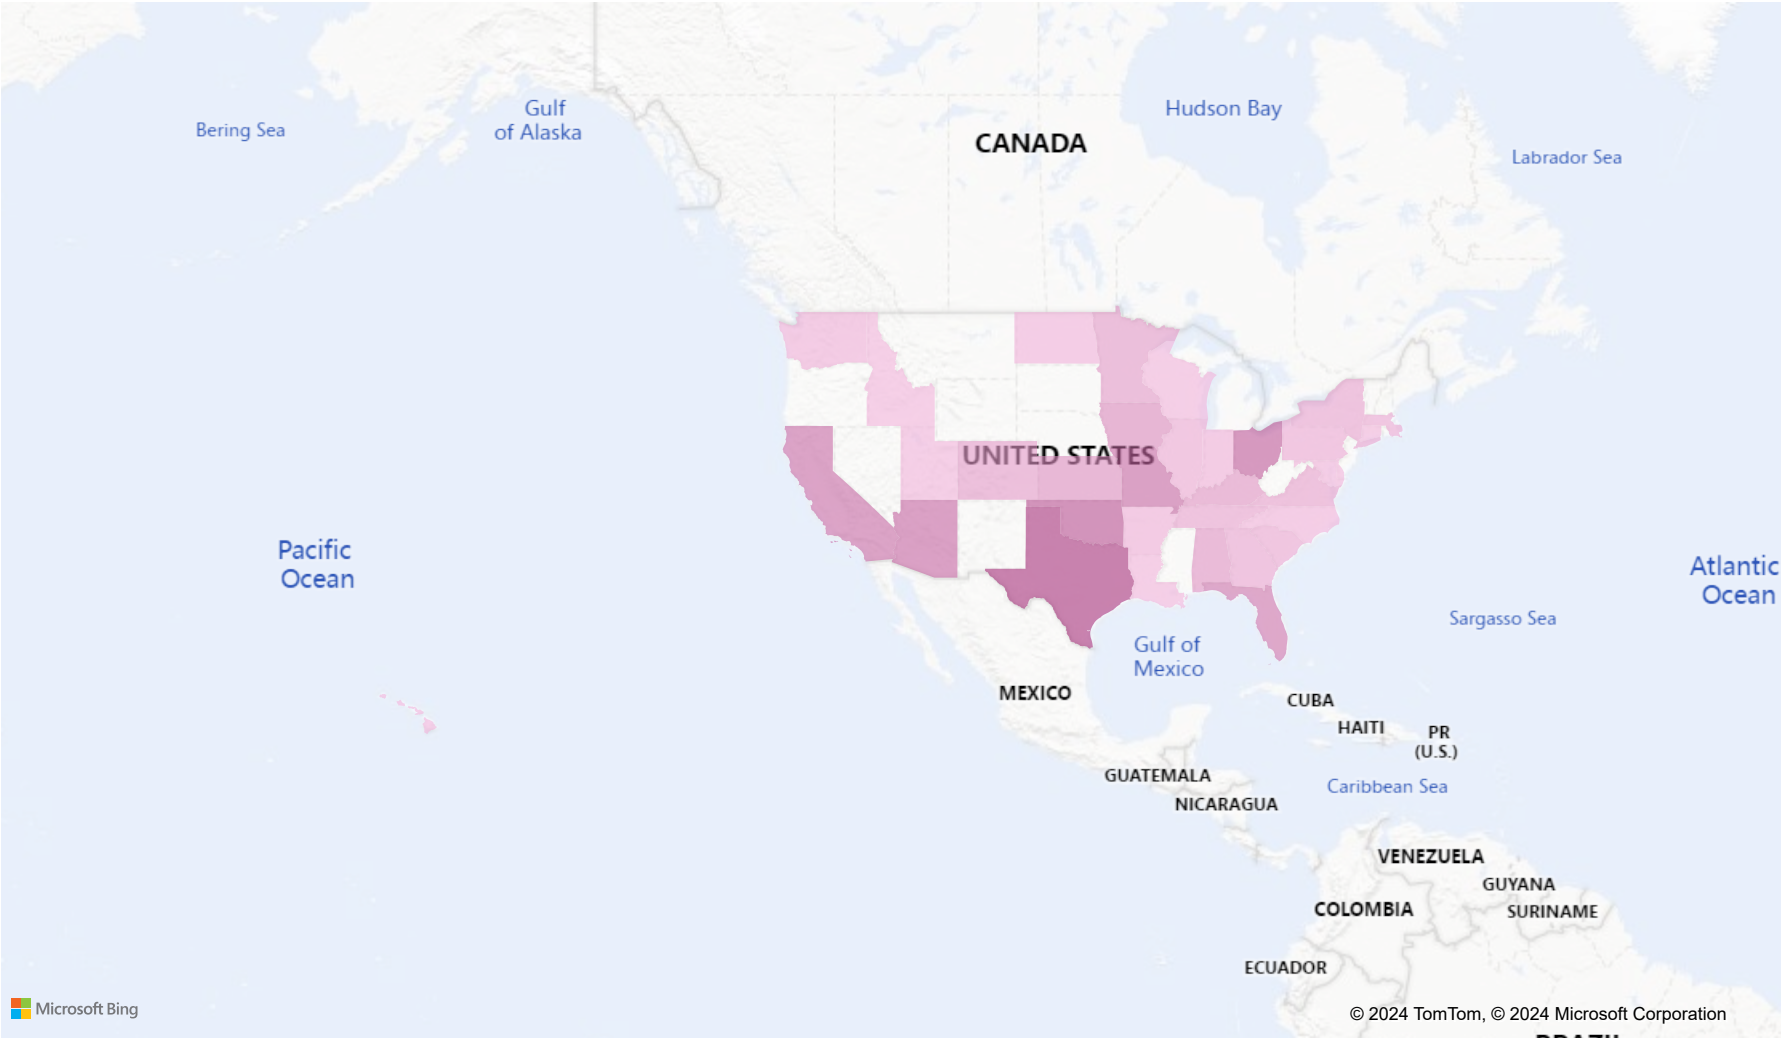 Gulf
of Alaska
Bering Sea
Hudson Bay
CANADA
Labrador Sea
UNITED STATES
Pacific
Ocean
Atlantic
Ocean
Sargasso Sea
Gulf of
Mexico
MEXICO
CUBA
HAITI
PR
(U.S.)
GUATEMALA
Caribbean Sea
NICARAGUA
VENEZUELA
GUYANA
COLOMBIA
SURINAME
ECUADOR
Microsoft Bing
© 2024 TomTom, © 2024 Microsoft Corporation